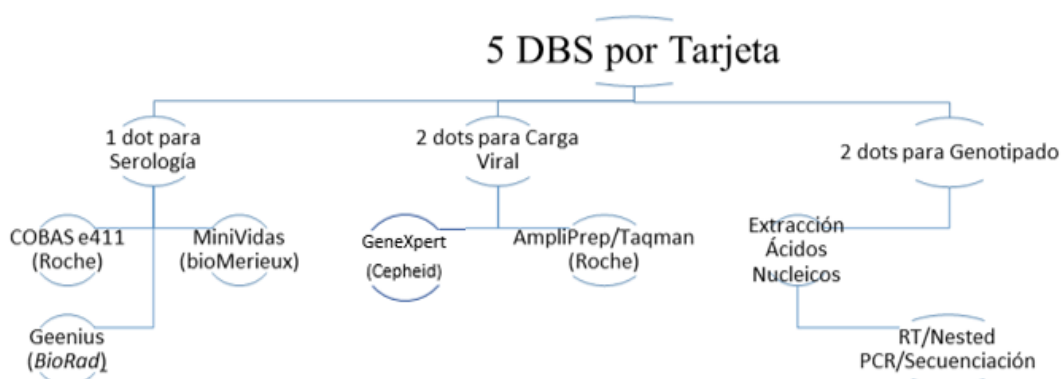 5 DBS por Tarjeta
1 dot para
Serología
2 dots para Carga
Viral
2 dots para Genotipado
COBAS e411
(Roche)
MiniVidas
(bioMerieux)
GeneXpert
(Cepheid)
AmpliPrep/Taqman
(Roche)
Extracción
Ácidos
Nucleicos
Geenius
(BioRad)
RT/Nested
PCR/Secuenciación